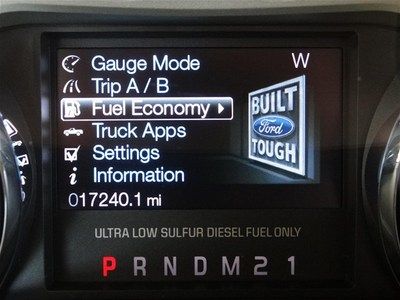 Gauge Mode
W
Trip A / B
Fuel Economy
Truck Apps
Settings
Information
BUILT
Ford
TOUGH
017240.1 mi
ULTRA LOW SULFUR DIESEL FUEL ONLY
P R N D M 2 1